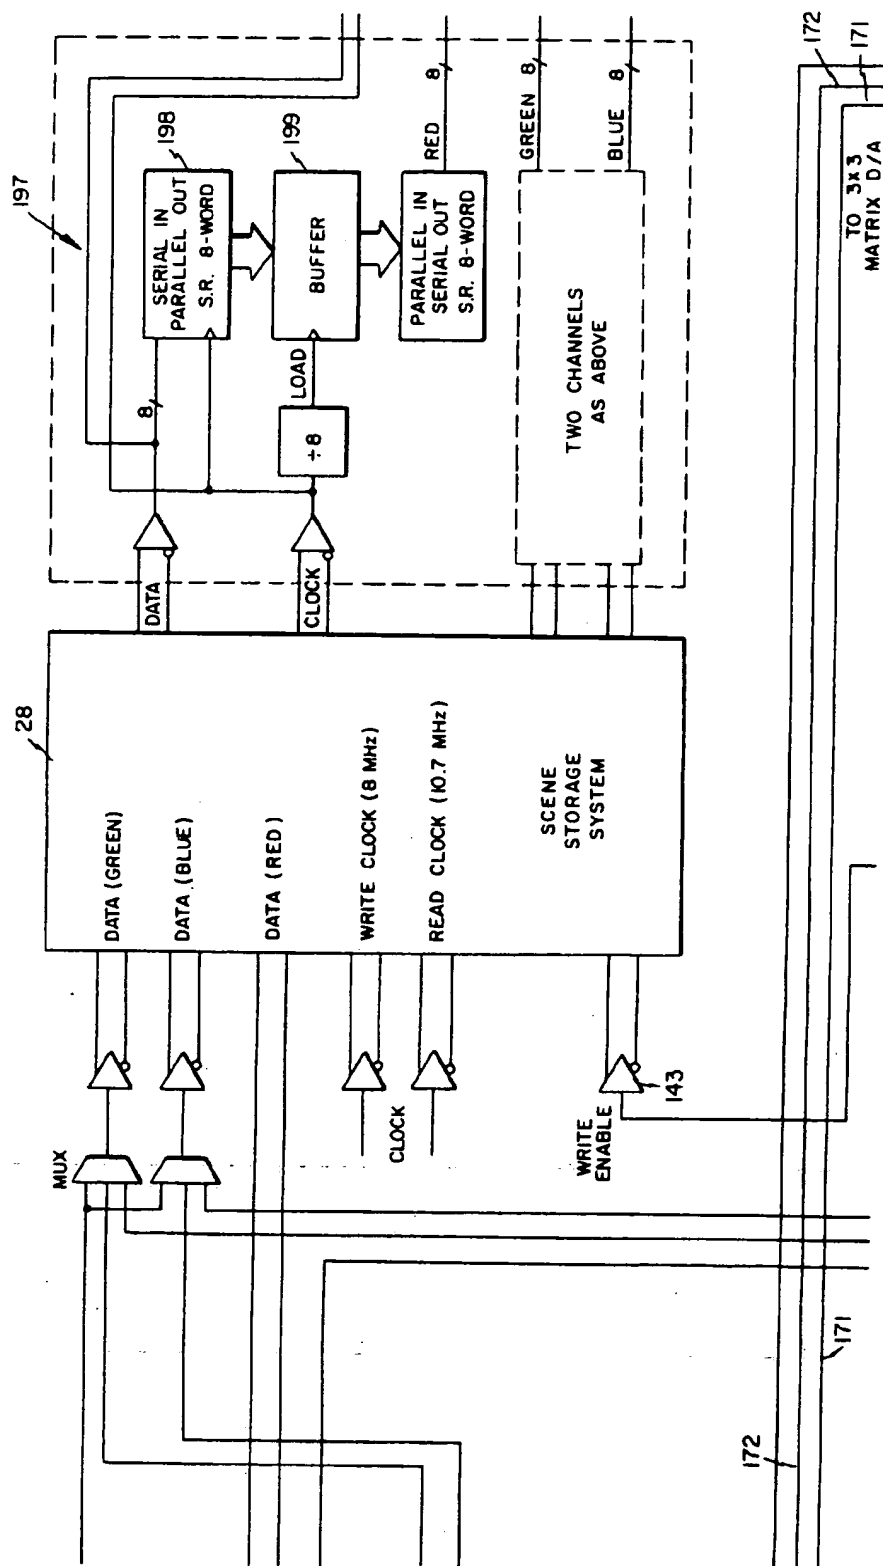 MUX
28
DATA (GREEN)
DATA (BLUE)
DATA (RED)
WRITE CLOCK (8 MHz)
READ CLOCK (10.7 MHz)
CLOCK
WRITE
ENABLE
143
SCENE
STORAGE
SYSTEM
197
DATA
CLOCK
8
÷8
LOAD
198
SERIAL IN
PARALLEL OUT
S.R. 8-WORD
199
BUFFER
PARALLEL IN
SERIAL OUT
S.R. 8-WORD
RED
8
GREEN
8
BLUE
8
TWO CHANNELS
AS ABOVE
172
171
172
171
TO 3X3
MATRIX D/A